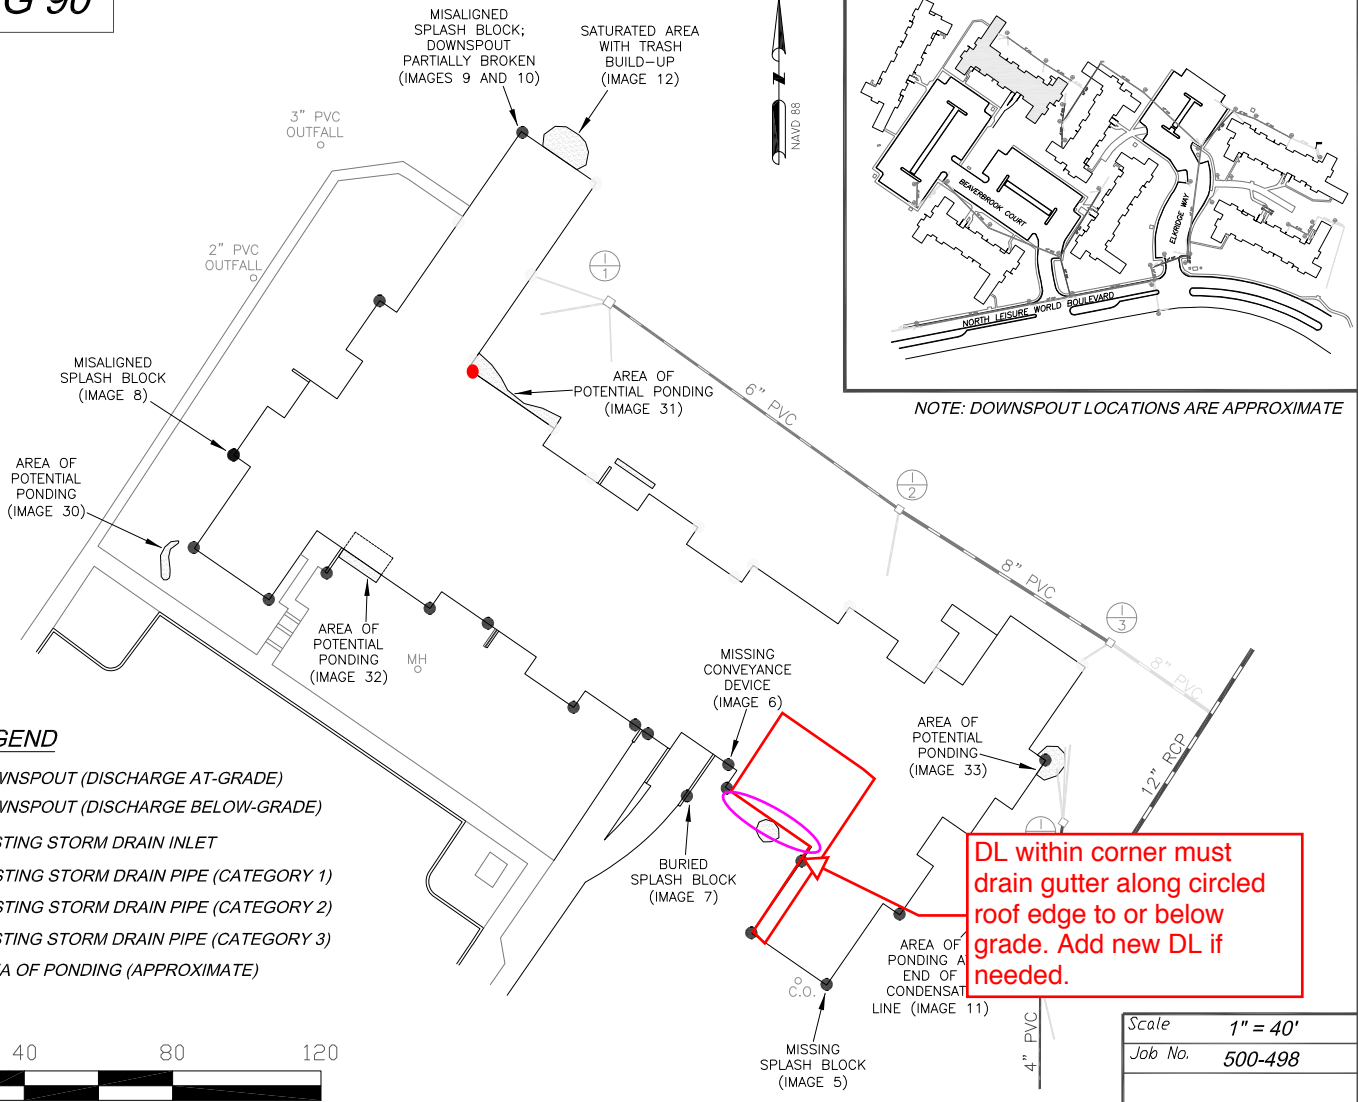 G 90
MISALIGNED
SPLASH BLOCK;
DOWNSPOUT
PARTIALLY BROKEN
(IMAGES 9 AND 10)
SATURATED AREA
WITH TRASH
BUILD-UP
(IMAGE 12)
N
NAVD 88
3" PVC
OUTFALL
2" PVC
OUTFALL
BEAVERBROOK COURT
ELKRIDGE WAY
NORTH LEISURE WORLD BOULEVARD
NOTE: DOWNSPOUT LOCATIONS ARE APPROXIMATE
I
1
MISALIGNED
SPLASH BLOCK
(IMAGE 8)
AREA OF
POTENTIAL PONDING
(IMAGE 31)
6" PVC
AREA OF
POTENTIAL
PONDING
(IMAGE 30)
I
2
8" PVC
I
3
8" PVC
12" RCP
AREA OF
POTENTIAL
PONDING
(IMAGE 32)
MH
MISSING
CONVEYANCE
DEVICE
(IMAGE 6)
AREA OF
POTENTIAL
PONDING
(IMAGE 33)
GEND
WNSPOUT (DISCHARGE AT-GRADE)
WNSPOUT (DISCHARGE BELOW-GRADE)
STING STORM DRAIN INLET
STING STORM DRAIN PIPE (CATEGORY 1)
STING STORM DRAIN PIPE (CATEGORY 2)
STING STORM DRAIN PIPE (CATEGORY 3)
A OF PONDING (APPROXIMATE)
BURIED
SPLASH BLOCK
(IMAGE 7)
I
DL within corner must
drain gutter along circled
roof edge to or below
grade. Add new DL if
needed.
AREA OF
PONDING A
END OF
CONDENSAT
LINE (IMAGE 11)
C.O.
4" PVC
MISSING
SPLASH BLOCK
(IMAGE 5)
40 80 120
Scale 1" = 40'
Job No. 500-498